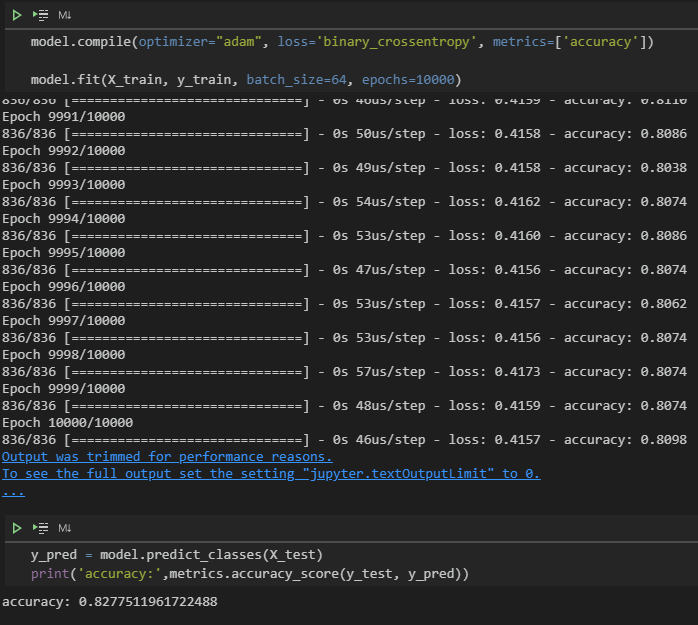 M↓
model.compile(optimizer="adam", loss='binary_crossentropy', metrics=['accuracy'])
model.fit(X_train, y_train, batch_size=64, epochs=10000)
836/836 [==============================] - 0s 46us/step - loss: 0.4159 - accuracy: 0.8110
Epoch 9991/10000
836/836 [==============================] - 0s 50us/step - loss: 0.4158 - accuracy: 0.8086
Epoch 9992/10000
836/836 [==============================] - 0s 49us/step - loss: 0.4158 - accuracy: 0.8038
Epoch 9993/10000
836/836 [==============================] - 0s 54us/step - loss: 0.4162 - accuracy: 0.8074
Epoch 9994/10000
836/836 [==============================] - 0s 53us/step - loss: 0.4160 - accuracy: 0.8086
Epoch 9995/10000
836/836 [==============================] - 0s 47us/step - loss: 0.4156 - accuracy: 0.8074
Epoch 9996/10000
836/836 [==============================] - 0s 53us/step - loss: 0.4157 - accuracy: 0.8062
Epoch 9997/10000
836/836 [==============================] - 0s 53us/step - loss: 0.4156 - accuracy: 0.8074
Epoch 9998/10000
836/836 [==============================] - 0s 57us/step - loss: 0.4173 - accuracy: 0.8074
Epoch 9999/10000
836/836 [==============================] - 0s 48us/step - loss: 0.4159 - accuracy: 0.8074
Epoch 10000/10000
836/836 [==============================] - 0s 46us/step - loss: 0.4157 - accuracy: 0.8098
Output was trimmed for performance reasons.
To see the full output set the setting "jupyter.textOutputLimit" to 0.
...
M↓
y_pred = model.predict_classes(X_test)
print('accuracy:',metrics.accuracy_score(y_test, y_pred))
accuracy: 0.8277511961722488